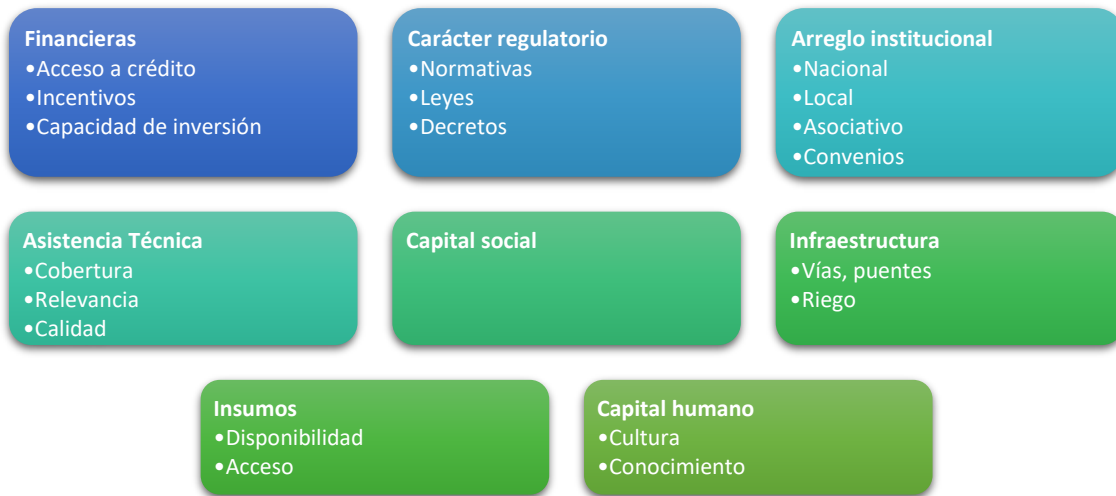 Financieras
•Acceso a crédito
•Incentivos
•Capacidad de inversión
Carácter regulatorio
•Normativas
•Leyes
•Decretos
Arreglo institucional
•Nacional
•Local
•Asociativo
•Convenios
Asistencia Técnica
•Cobertura
•Relevancia
•Calidad
Capital social
Infraestructura
•Vías, puentes
•Riego
Insumos
•Disponibilidad
•Acceso
Capital humano
•Cultura
•Conocimiento